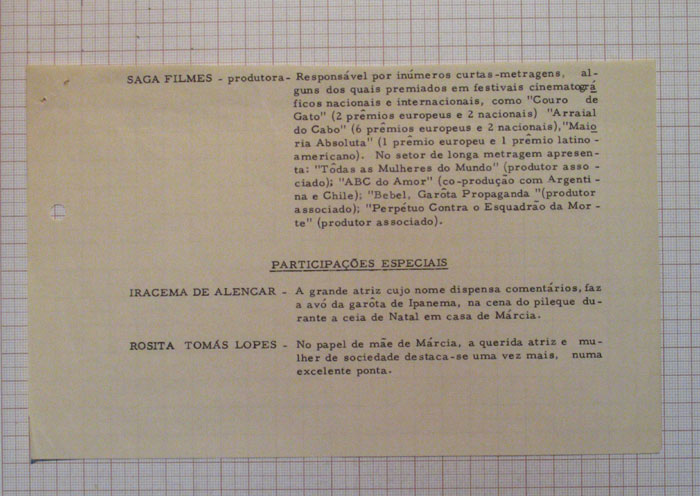 SAGA FILMES - produtora- Responsável por inúmeros curtas-metragens, al-
guns dos quais premiados em festivais cinematográ
ficos nacionais e internacionais, como "Couro de
Gato" (2 prêmios europeus e 2 nacionais) "Arraial
do Cabo" (6 prêmios europeus e 2 nacionais),"Maio
ria Absoluta" (1 prêmio europeu e 1 prêmio latino-
americano). No setor de longa metragem apresen-
ta: "Tôdas as Mulheres do Mundo" (produtor asso -
ciado); "ABC do Amor" (co-produção com Argenti-
na e Chile); "Bebel, Garôta Propaganda "(produtor
associado); "Perpétuo Contra o Esquadrão da Mor -
te" (produtor associado).
PARTICIPAÇÕES ESPECIAIS
IRACEMA DE ALENCAR - A grande atriz cujo nome dispensa comentários, faz
a avó da garôta de Ipanema, na cena do pileque du-
rante a ceia de Natal em casa de Márcia.
ROSITA TOMÁS LOPES - No papel de mãe de Márcia, a querida atriz e mu-
lher de sociedade destaca-se uma vez mais, numa
excelente ponta.